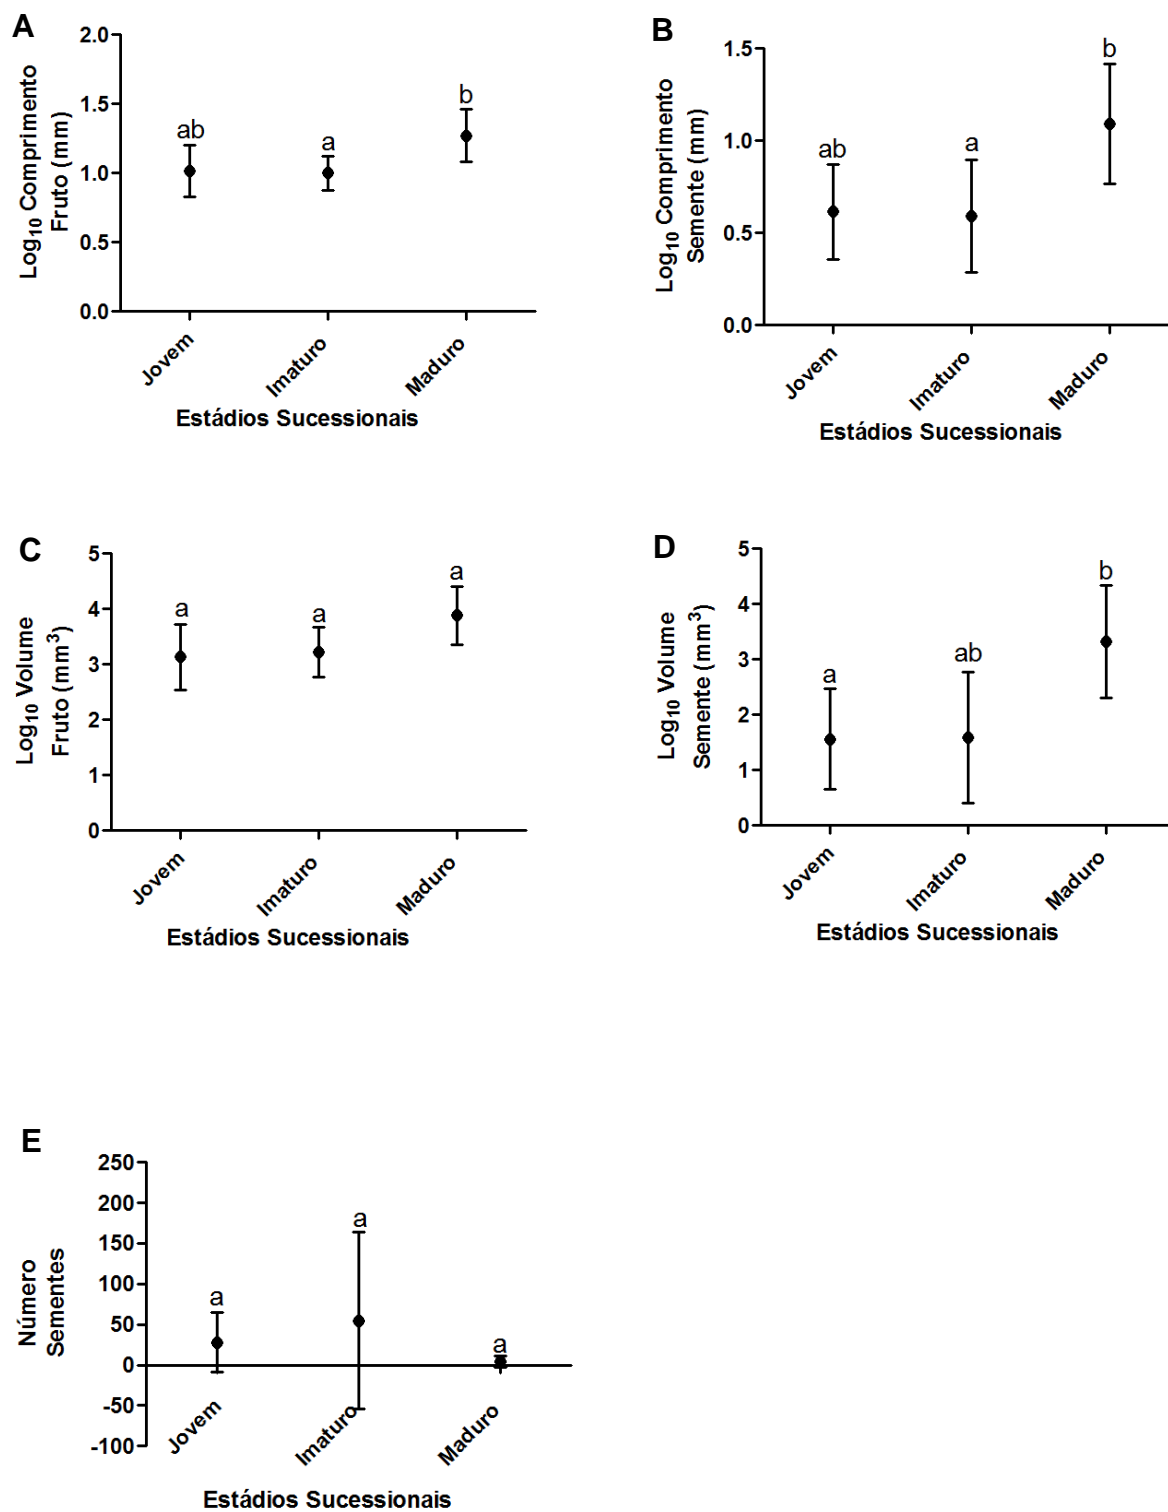 A
2.0
1.5
1.0
0.5
0.0
Log10 Comprimento
Fruto (mm)
ab
a
b
Jovem
Imaturo
Maduro
Estádios Sucessionais
B
1.5
1.0
0.5
0.0
Log10 Comprimento
Semente (mm)
ab
a
b
Jovem
Imaturo
Maduro
Estádios Sucessionais
C
5
4
3
2
1
0
Log10 Volume
Fruto (mm3)
a
a
a
Jovem
Imaturo
Maduro
Estádios Sucessionais
D
5
4
3
2
1
0
Log10 Volume
Semente (mm3)
a
ab
b
Jovem
Imaturo
Maduro
Estádios Sucessionais
E
250
200
150
100
50
0
-50
-100
Número
Sementes
a
a
a
Jovem
Imaturo
Maduro
Estádios Sucessionais